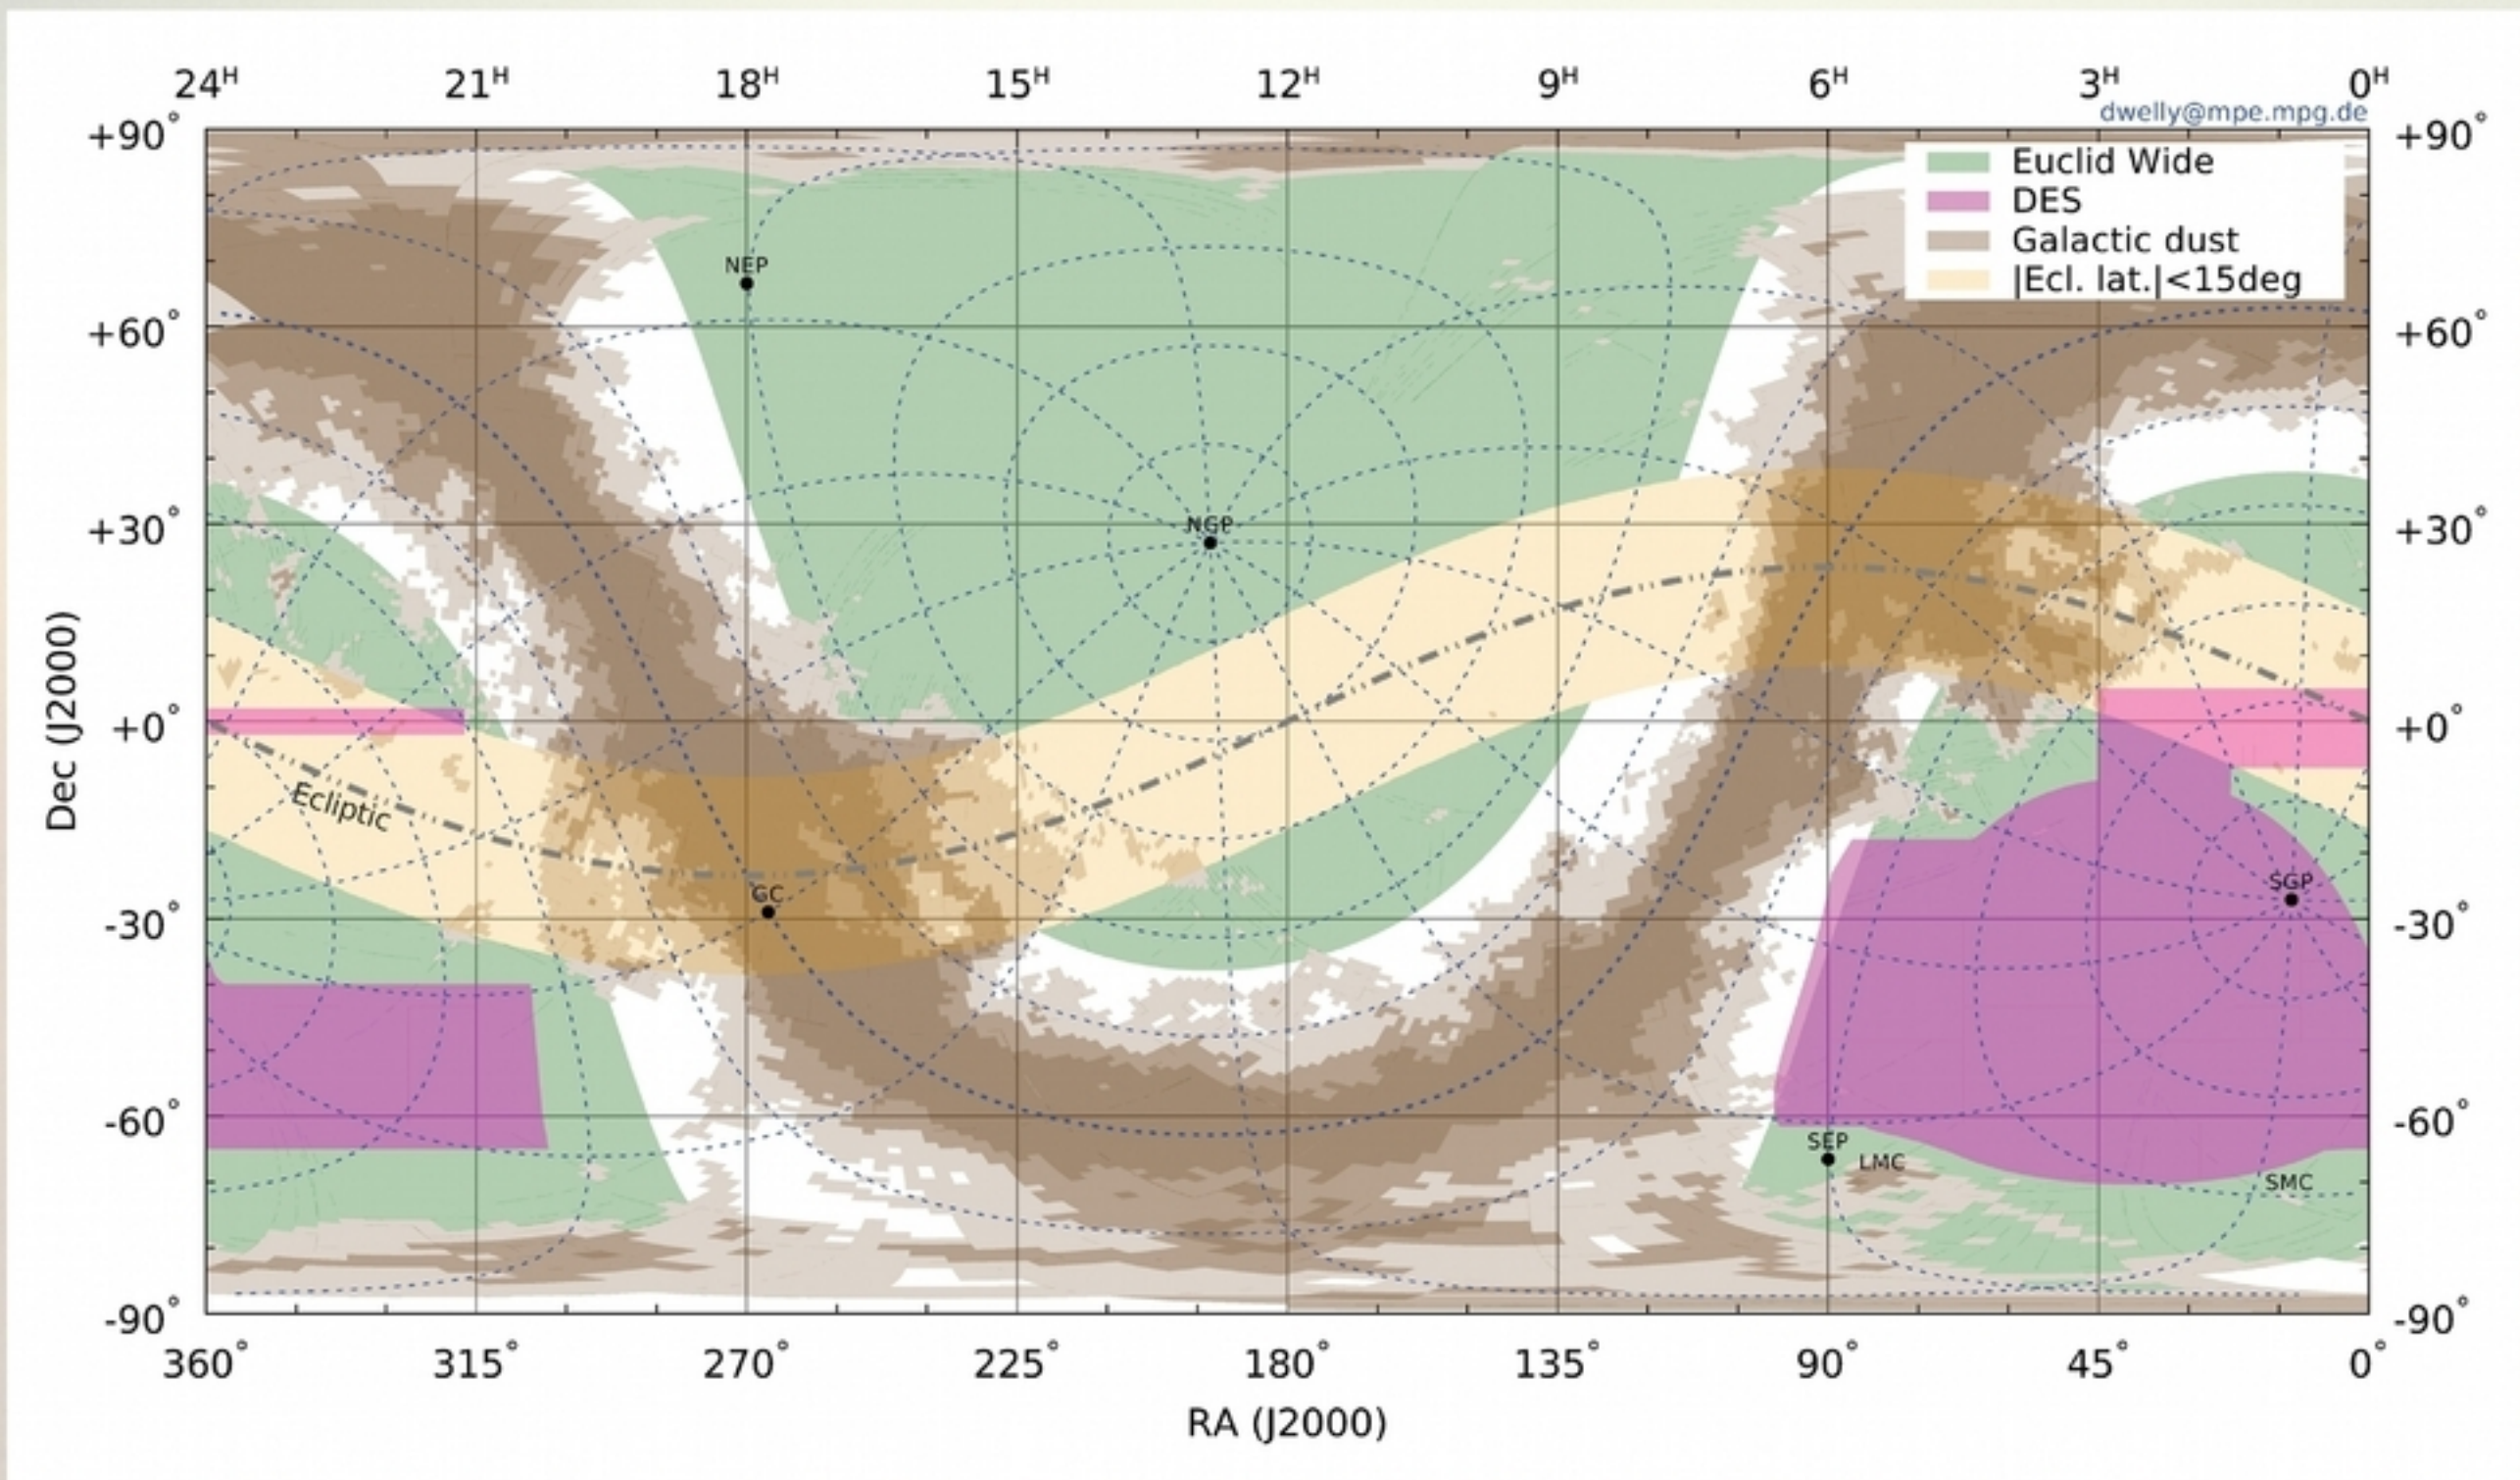 24ᴴ 21ᴴ 18ᴴ 15ᴴ 12ᴴ 9ᴴ 6ᴴ 3ᴴ 0ᴴ
dwelly@mpe.mpg.de
+90° +90°
Euclid Wide
DES
Galactic dust
|Ecl. lat.|<15deg
NEP
+60° +60°
NGP
+30° +30°
+0° +0°
Ecliptic
GC
SGP
-30° -30°
-60° -60°
SEP
LMC
SMC
-90° -90°
360° 315° 270° 225° 180° 135° 90° 45° 0°
Dec (J2000)
RA (J2000)